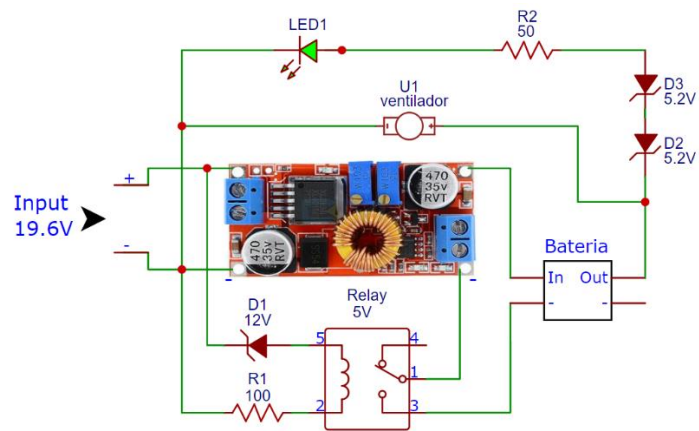 LED1
R2
50
D3
5.2V
U1
ventilador
- +
D2
5.2V
+
Input
19.6V
-
470
35V
RVT
470
35V
RVT
-
-
Bateria
In Out
- -
Relay
5V
D1
12V
5
4
1
R1
100
2
3